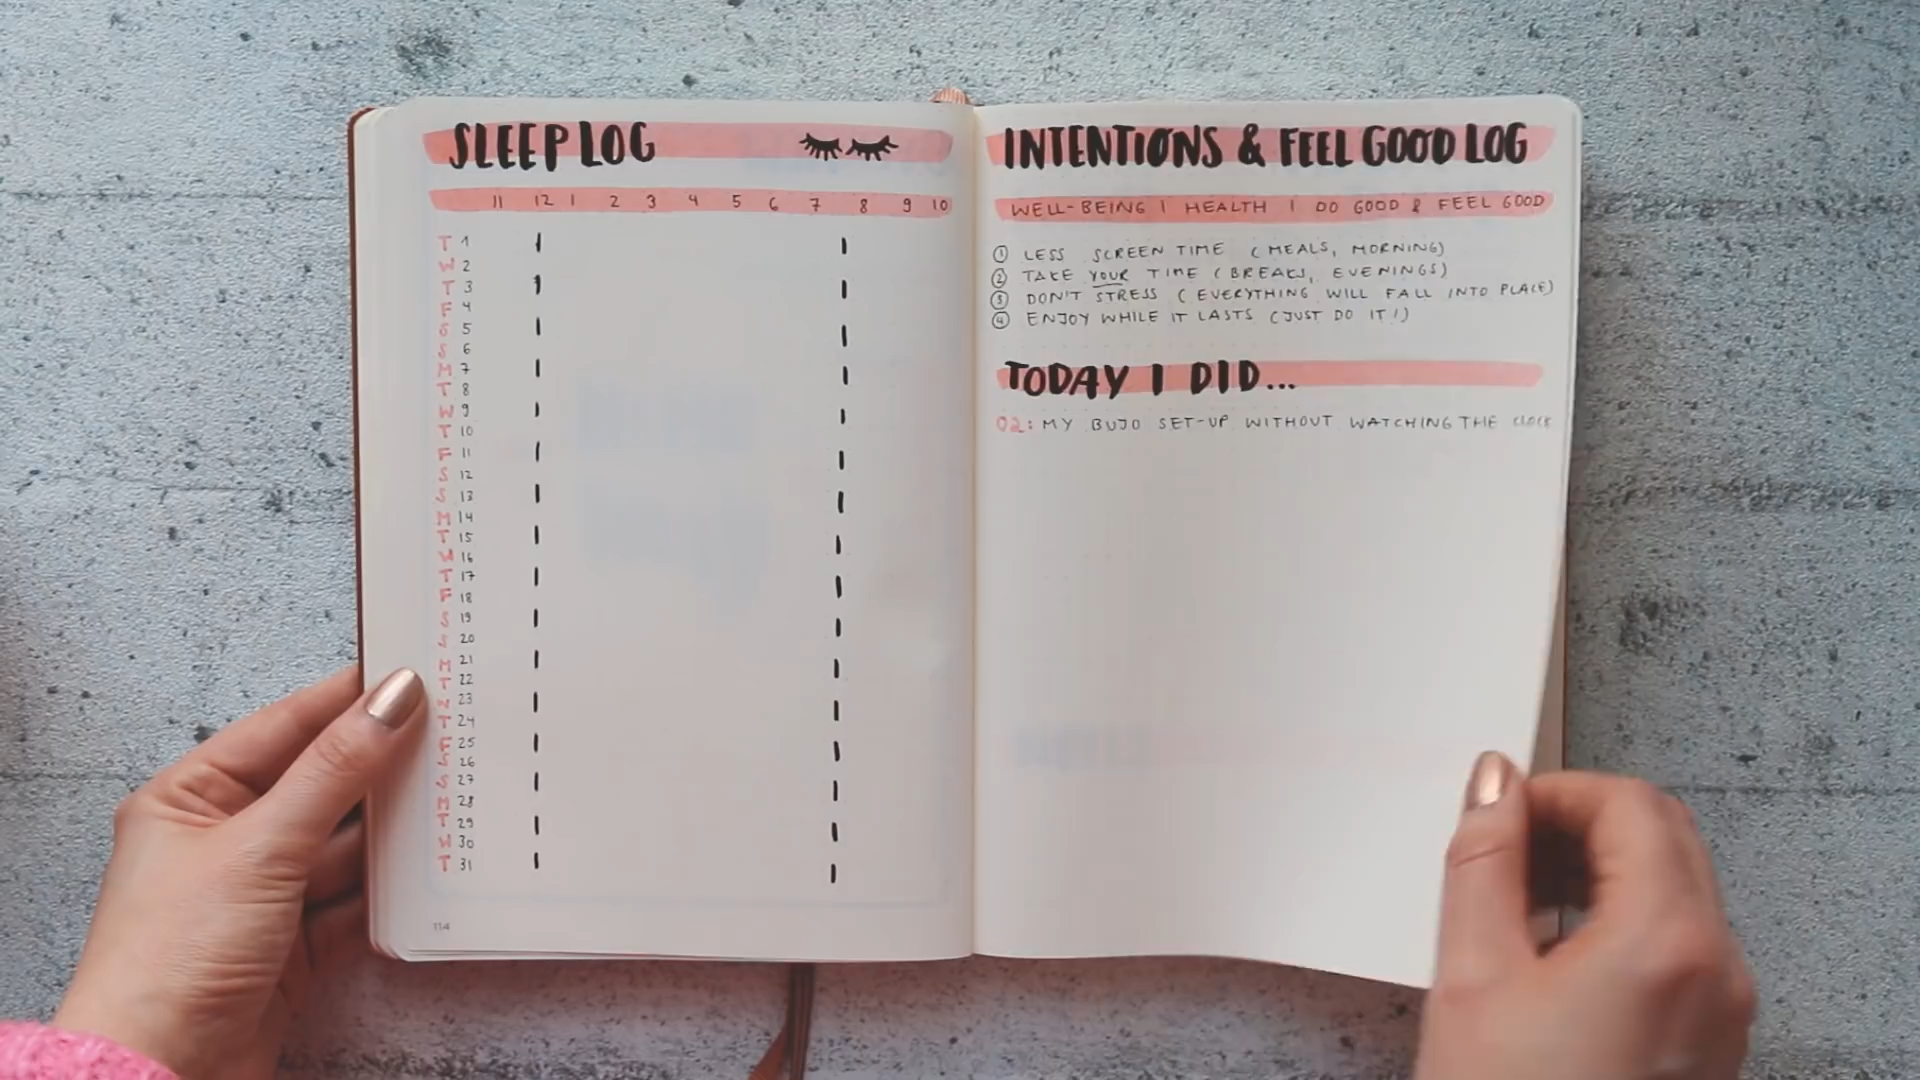 SLEEP LOG
11 12 1 2 3 4 5 6 7 8 9 10
T 1
W 2
T 3
F 4
S 5
S 6
M 7
T 8
W 9
T 10
F 11
S 12
S 13
M 14
T 15
W 16
T 17
F 18
S 19
S 20
M 21
T 22
W 23
T 24
F 25
S 26
S 27
M 28
T 29
W 30
T 31
114
INTENTIONS & FEEL GOOD LOG
WELL-BEING | HEALTH | DO GOOD & FEEL GOOD
① LESS SCREEN TIME (MEALS, MORNING)
② TAKE YOUR TIME (BREAKS, EVENINGS)
③ DON'T STRESS (EVERYTHING WILL FALL INTO PLACE)
④ ENJOY WHILE IT LASTS (JUST DO IT!)
TODAY I DID...
02: MY BUJO SET-UP WITHOUT WATCHING THE CLOCK